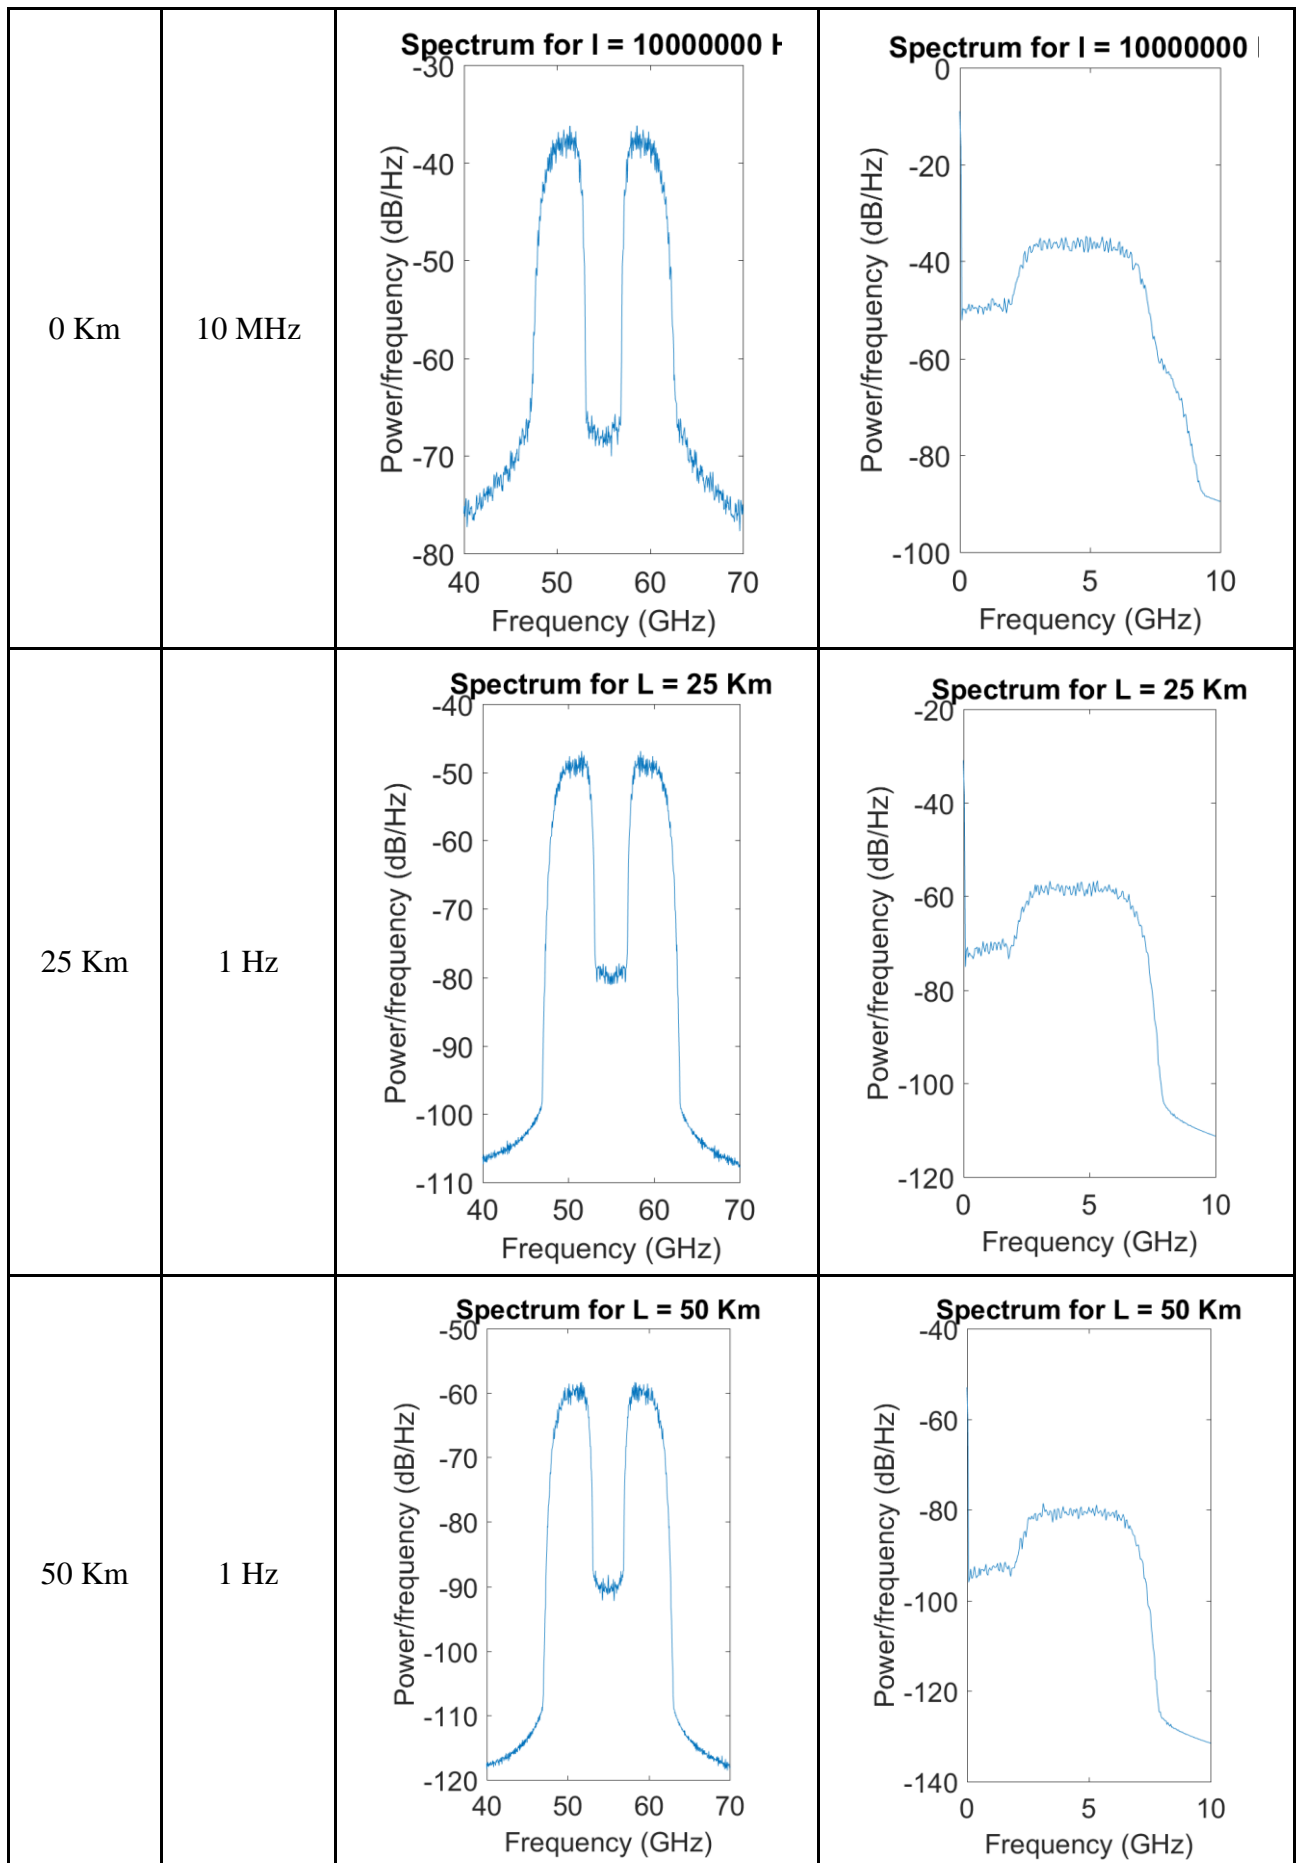 0 Km
10 MHz
Spectrum for l = 10000000 H
-30
-40
-50
-60
-70
-80
40 50 60 70
Frequency (GHz)
Power/frequency (dB/Hz)
Spectrum for l = 10000000
0
-20
-40
-60
-80
-100
0 5 10
Frequency (GHz)
Power/frequency (dB/Hz)
25 Km
1 Hz
Spectrum for L = 25 Km
-40
-50
-60
-70
-80
-90
-100
-110
40 50 60 70
Frequency (GHz)
Power/frequency (dB/Hz)
Spectrum for L = 25 Km
-20
-40
-60
-80
-100
-120
0 5 10
Frequency (GHz)
Power/frequency (dB/Hz)
50 Km
1 Hz
Spectrum for L = 50 Km
-50
-60
-70
-80
-90
-100
-110
-120
40 50 60 70
Frequency (GHz)
Power/frequency (dB/Hz)
Spectrum for L = 50 Km
-40
-60
-80
-100
-120
-140
0 5 10
Frequency (GHz)
Power/frequency (dB/Hz)